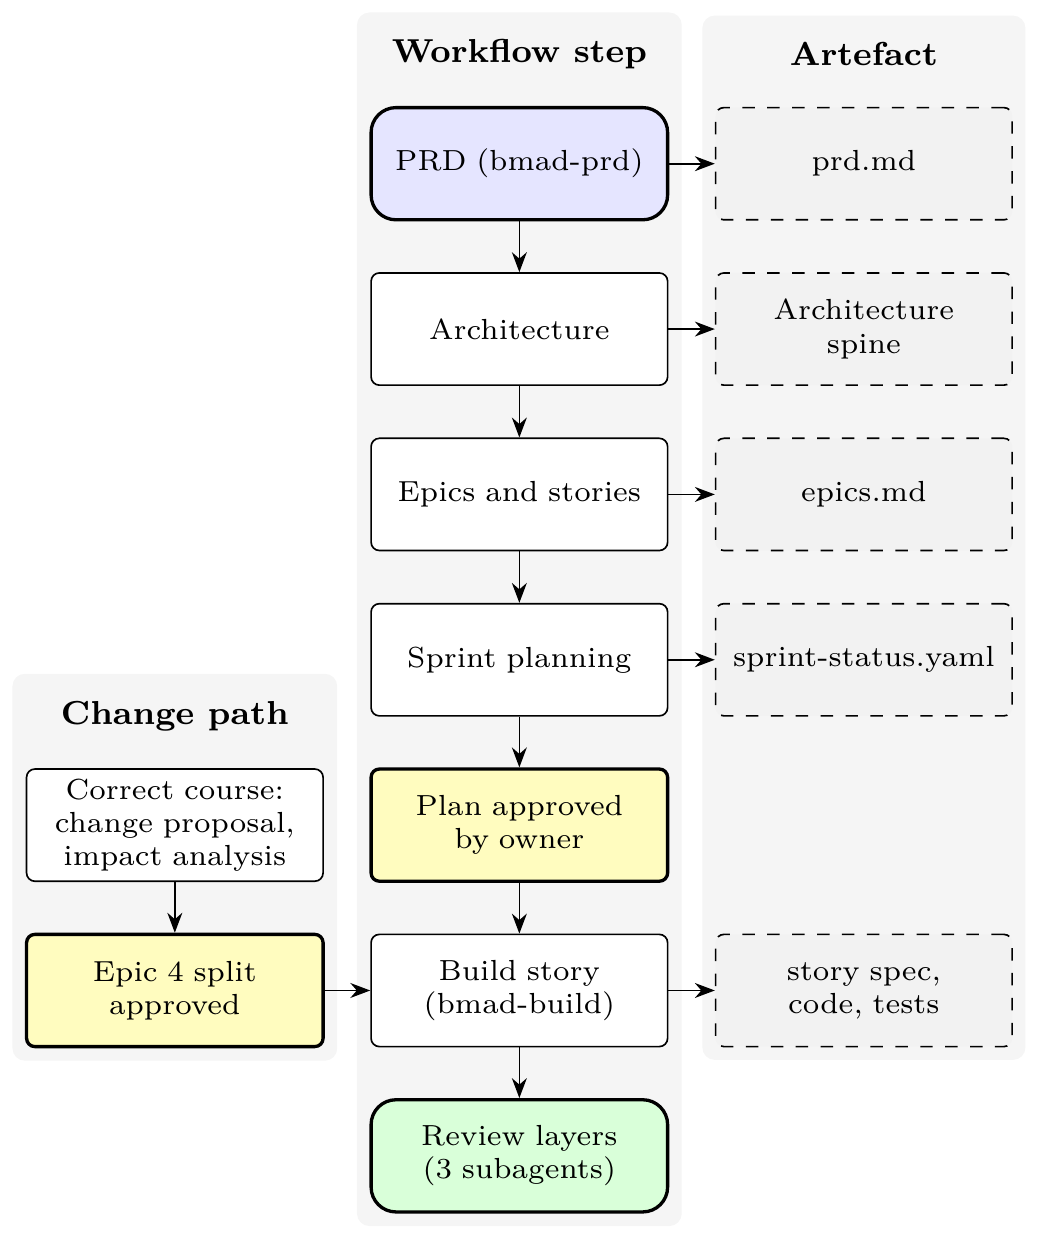 Workflow step
Artefact
PRD (bmad-prd)
prd.md
Architecture
Architecture
spine
Epics and stories
epics.md
Sprint planning
sprint-status.yaml
Change path
Correct course:
change proposal,
impact analysis
Plan approved
by owner
Epic 4 split
approved
Build story
(bmad-build)
story spec,
code, tests
Review layers
(3 subagents)